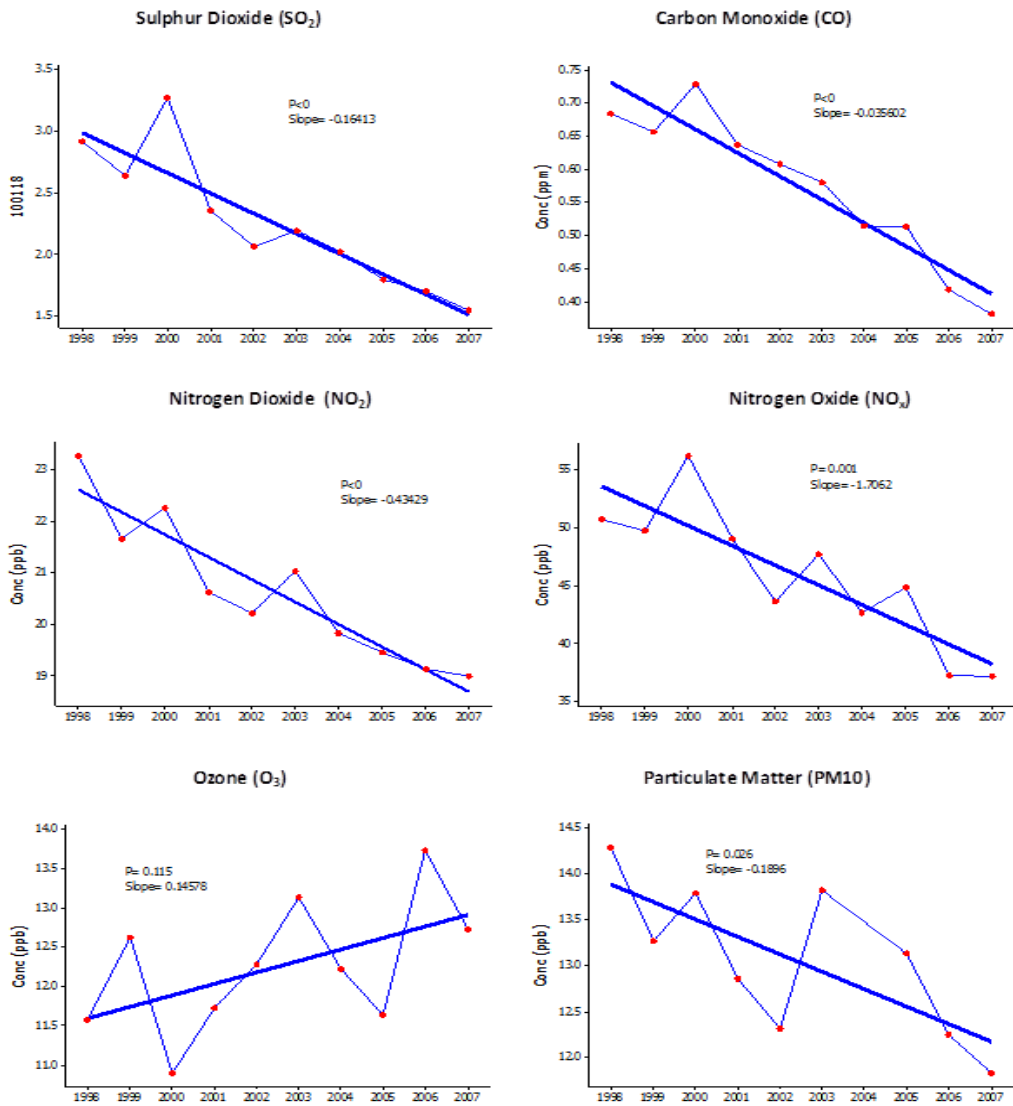 Sulphur Dioxide (SO₂)
3.5
3.0
2.5
2.0
1.5
100118
P<0
Slope= -0.16413
1998 1999 2000 2001 2002 2003 2004 2005 2006 2007
Carbon Monoxide (CO)
0.75
0.70
0.65
0.60
0.55
0.50
0.45
0.40
Conc (ppm)
P<0
Slope= -0.035602
1998 1999 2000 2001 2002 2003 2004 2005 2006 2007
Nitrogen Dioxide (NO₂)
23
22
21
20
19
Conc (ppb)
P<0
Slope= -0.43429
1998 1999 2000 2001 2002 2003 2004 2005 2006 2007
Nitrogen Oxide (NOₓ)
55
50
45
40
35
Conc (ppb)
P= 0.001
Slope= -1.7062
1998 1999 2000 2001 2002 2003 2004 2005 2006 2007
Ozone (O₃)
14.0
13.5
13.0
12.5
12.0
11.5
11.0
Conc (ppb)
P= 0.115
Slope= 0.14578
1998 1999 2000 2001 2002 2003 2004 2005 2006 2007
Particulate Matter (PM10)
14.5
14.0
13.5
13.0
12.5
12.0
Conc (ppb)
P= 0.026
Slope= -0.1896
1998 1999 2000 2001 2002 2003 2004 2005 2006 2007